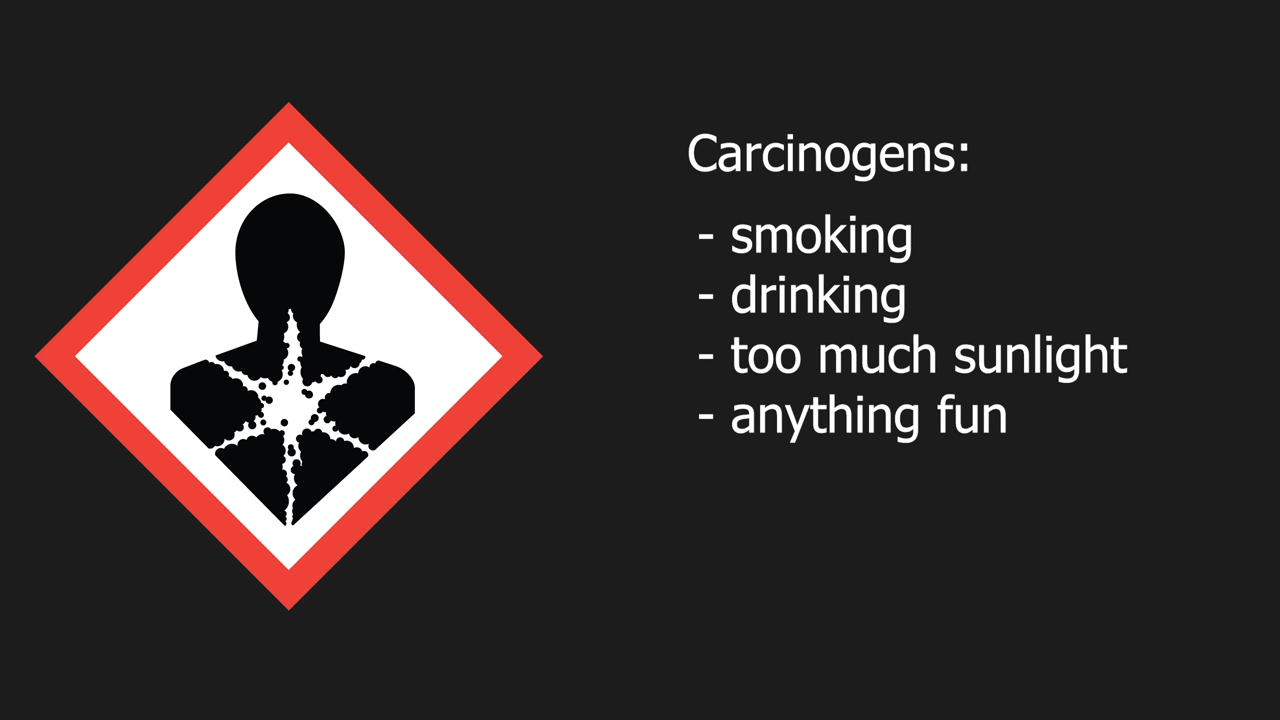 Carcinogens:
- smoking
- drinking
- too much sunlight
- anything fun